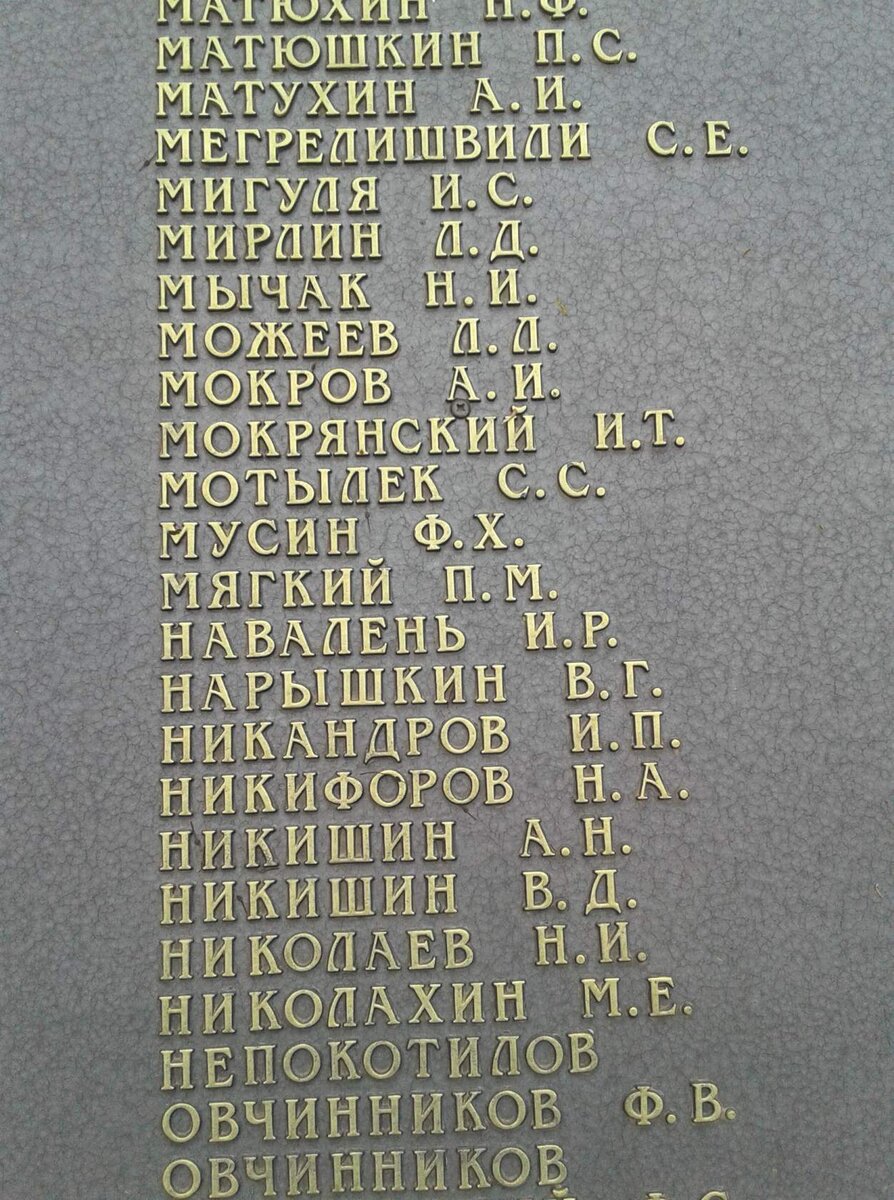 МАТЮХИН П.Ф.
МАТЮШКИН П.С.
МАТУХИН А.И.
МЕГРЕЛИШВИЛИ С.Е.
МИГУЛЯ И.С.
МИРЛИН Л.Д.
МЫЧАК Н.И.
МОЖЕЕВ Л.Л.
МОКРОВ А.И.
МОКРЯНСКИЙ И.Т.
МОТЫЛЕК С.С.
МУСИН Ф.Х.
МЯГКИЙ П.М.
НАВАЛЕНЬ И.Р.
НАРЫШКИН В.Г.
НИКАНДРОВ И.П.
НИКИФОРОВ Н.А.
НИКИШИН А.Н.
НИКИШИН В.Д.
НИКОЛАЕВ Н.И.
НИКОЛАХИН М.Е.
НЕПОКОТИЛОВ
ОВЧИННИКОВ Ф.В.
ОВЧИННИКОВ